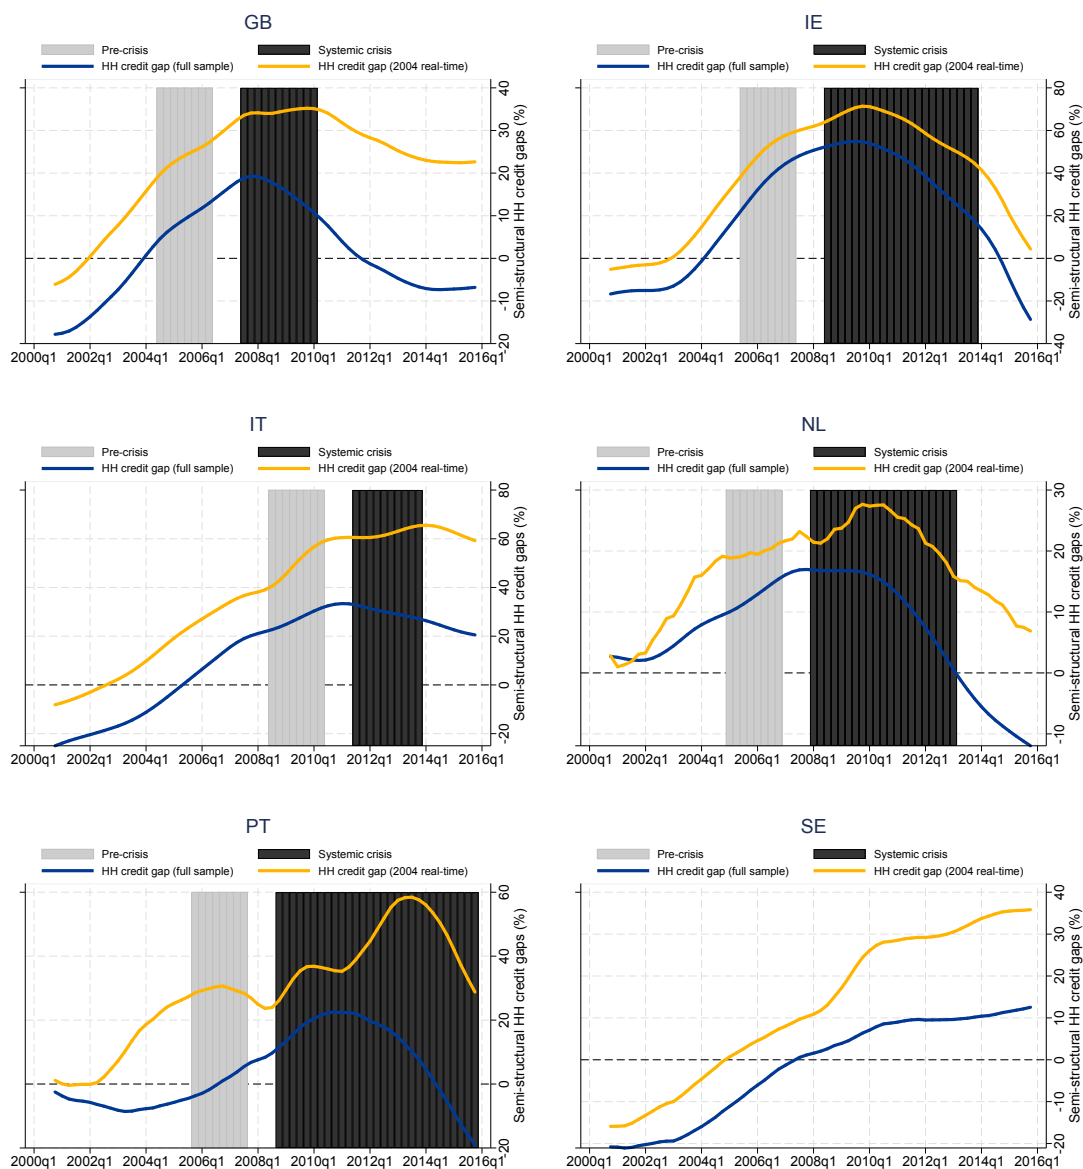 GB
Pre-crisis Systemic crisis
HH credit gap (full sample) HH credit gap (2004 real-time)
40
30
20
10
0
-10
-20
Semi-structural HH credit gaps (%)
2000q1 2002q1 2004q1 2006q1 2008q1 2010q1 2012q1 2014q1 2016q1
IE
Pre-crisis Systemic crisis
HH credit gap (full sample) HH credit gap (2004 real-time)
80
60
40
20
0
-20
-40
Semi-structural HH credit gaps (%)
2000q1 2002q1 2004q1 2006q1 2008q1 2010q1 2012q1 2014q1 2016q1
IT
Pre-crisis Systemic crisis
HH credit gap (full sample) HH credit gap (2004 real-time)
80
60
40
20
0
-20
Semi-structural HH credit gaps (%)
2000q1 2002q1 2004q1 2006q1 2008q1 2010q1 2012q1 2014q1 2016q1
NL
Pre-crisis Systemic crisis
HH credit gap (full sample) HH credit gap (2004 real-time)
30
20
10
0
-10
Semi-structural HH credit gaps (%)
2000q1 2002q1 2004q1 2006q1 2008q1 2010q1 2012q1 2014q1 2016q1
PT
Pre-crisis Systemic crisis
HH credit gap (full sample) HH credit gap (2004 real-time)
60
40
20
0
-20
Semi-structural HH credit gaps (%)
2000q1 2002q1 2004q1 2006q1 2008q1 2010q1 2012q1 2014q1 2016q1
SE
Pre-crisis Systemic crisis
HH credit gap (full sample) HH credit gap (2004 real-time)
40
30
20
10
0
-10
-20
Semi-structural HH credit gaps (%)
2000q1 2002q1 2004q1 2006q1 2008q1 2010q1 2012q1 2014q1 2016q1